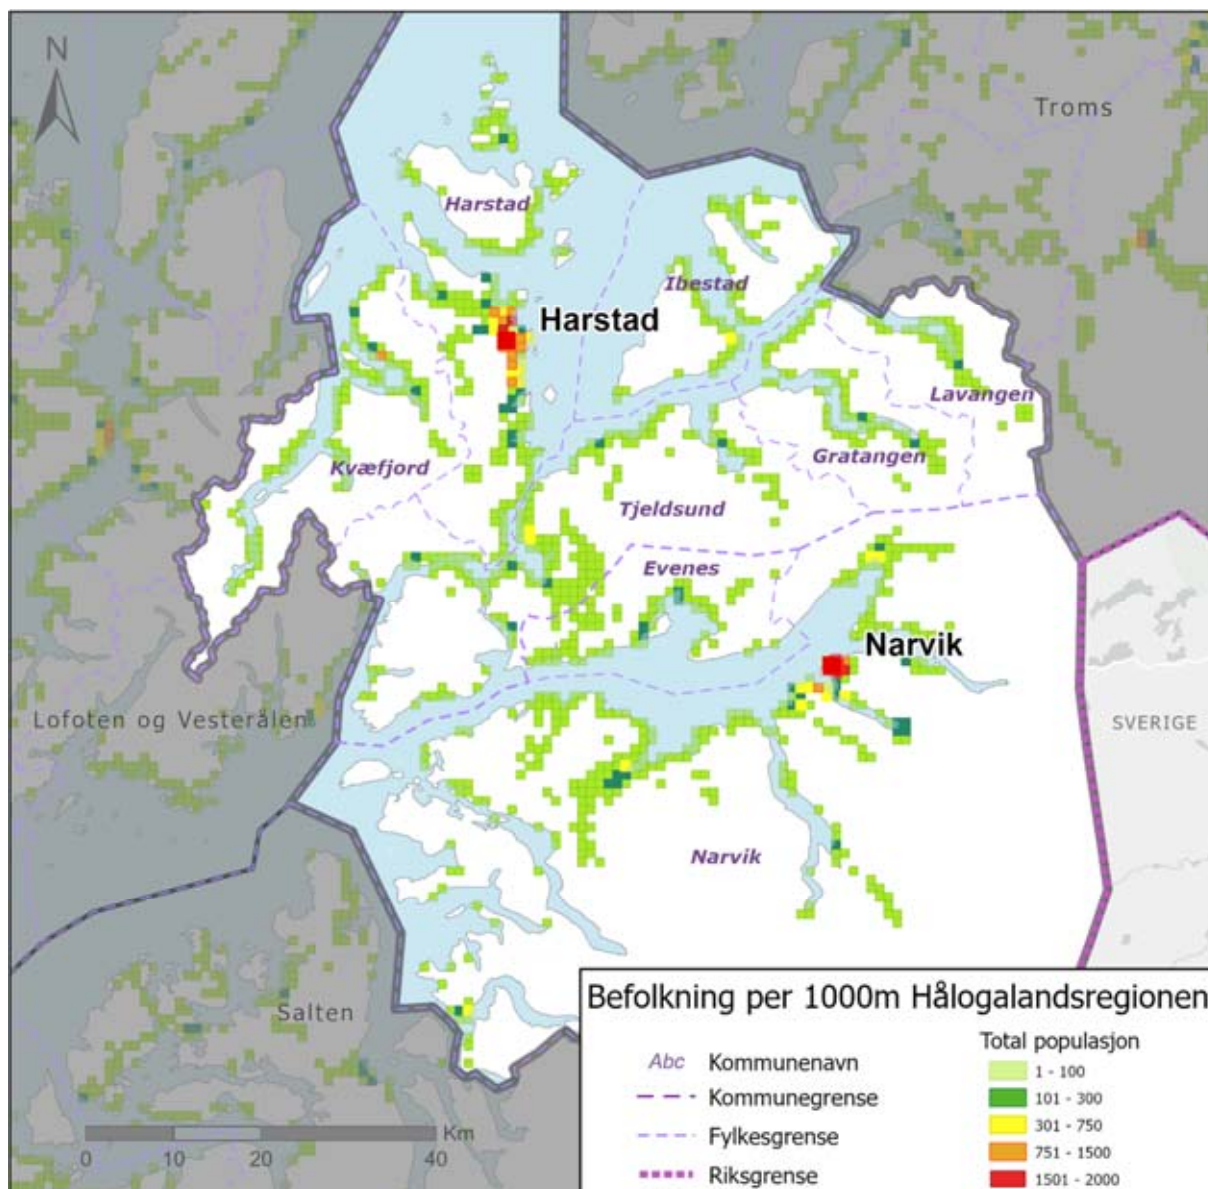 N
Troms
Harstad
Ibestad
Harstad
Lavangen
Kvæfjord
Gratangen
Tjeldsund
Evenes
Narvik
Lofoten og Vesterålen
SVERIGE
Narvik
Salten
Befolkning per 1000m Hålogalandsregionen
Abc Kommunenavn
Kommunegrense
Fylkesgrense
Riksgrense
Total populasjon
1 - 100
101 - 300
301 - 750
751 - 1500
1501 - 2000
Km
0 10 20 40